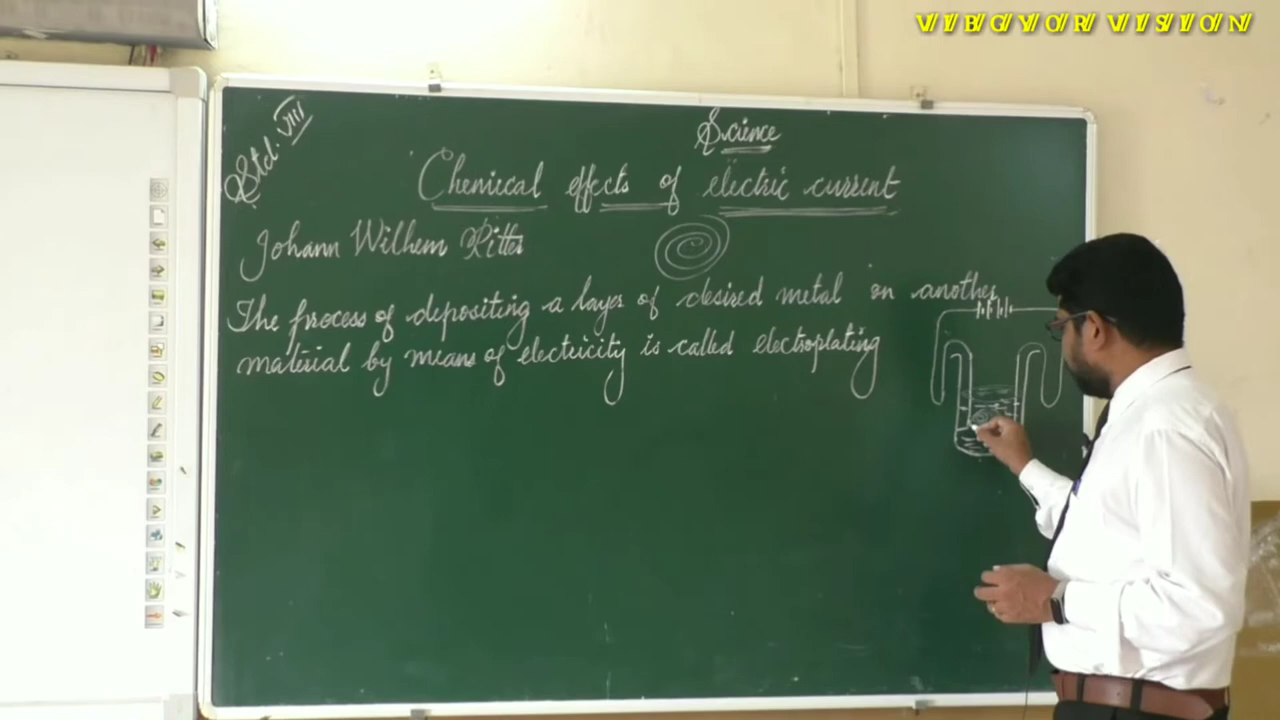 VIBGYOR VISION
Std. VIII
Science
Chemical effects of electric current
Johann Wilhem Ritter
The process of depositing a layer of desired metal on another
material by means of electricity is called electroplating